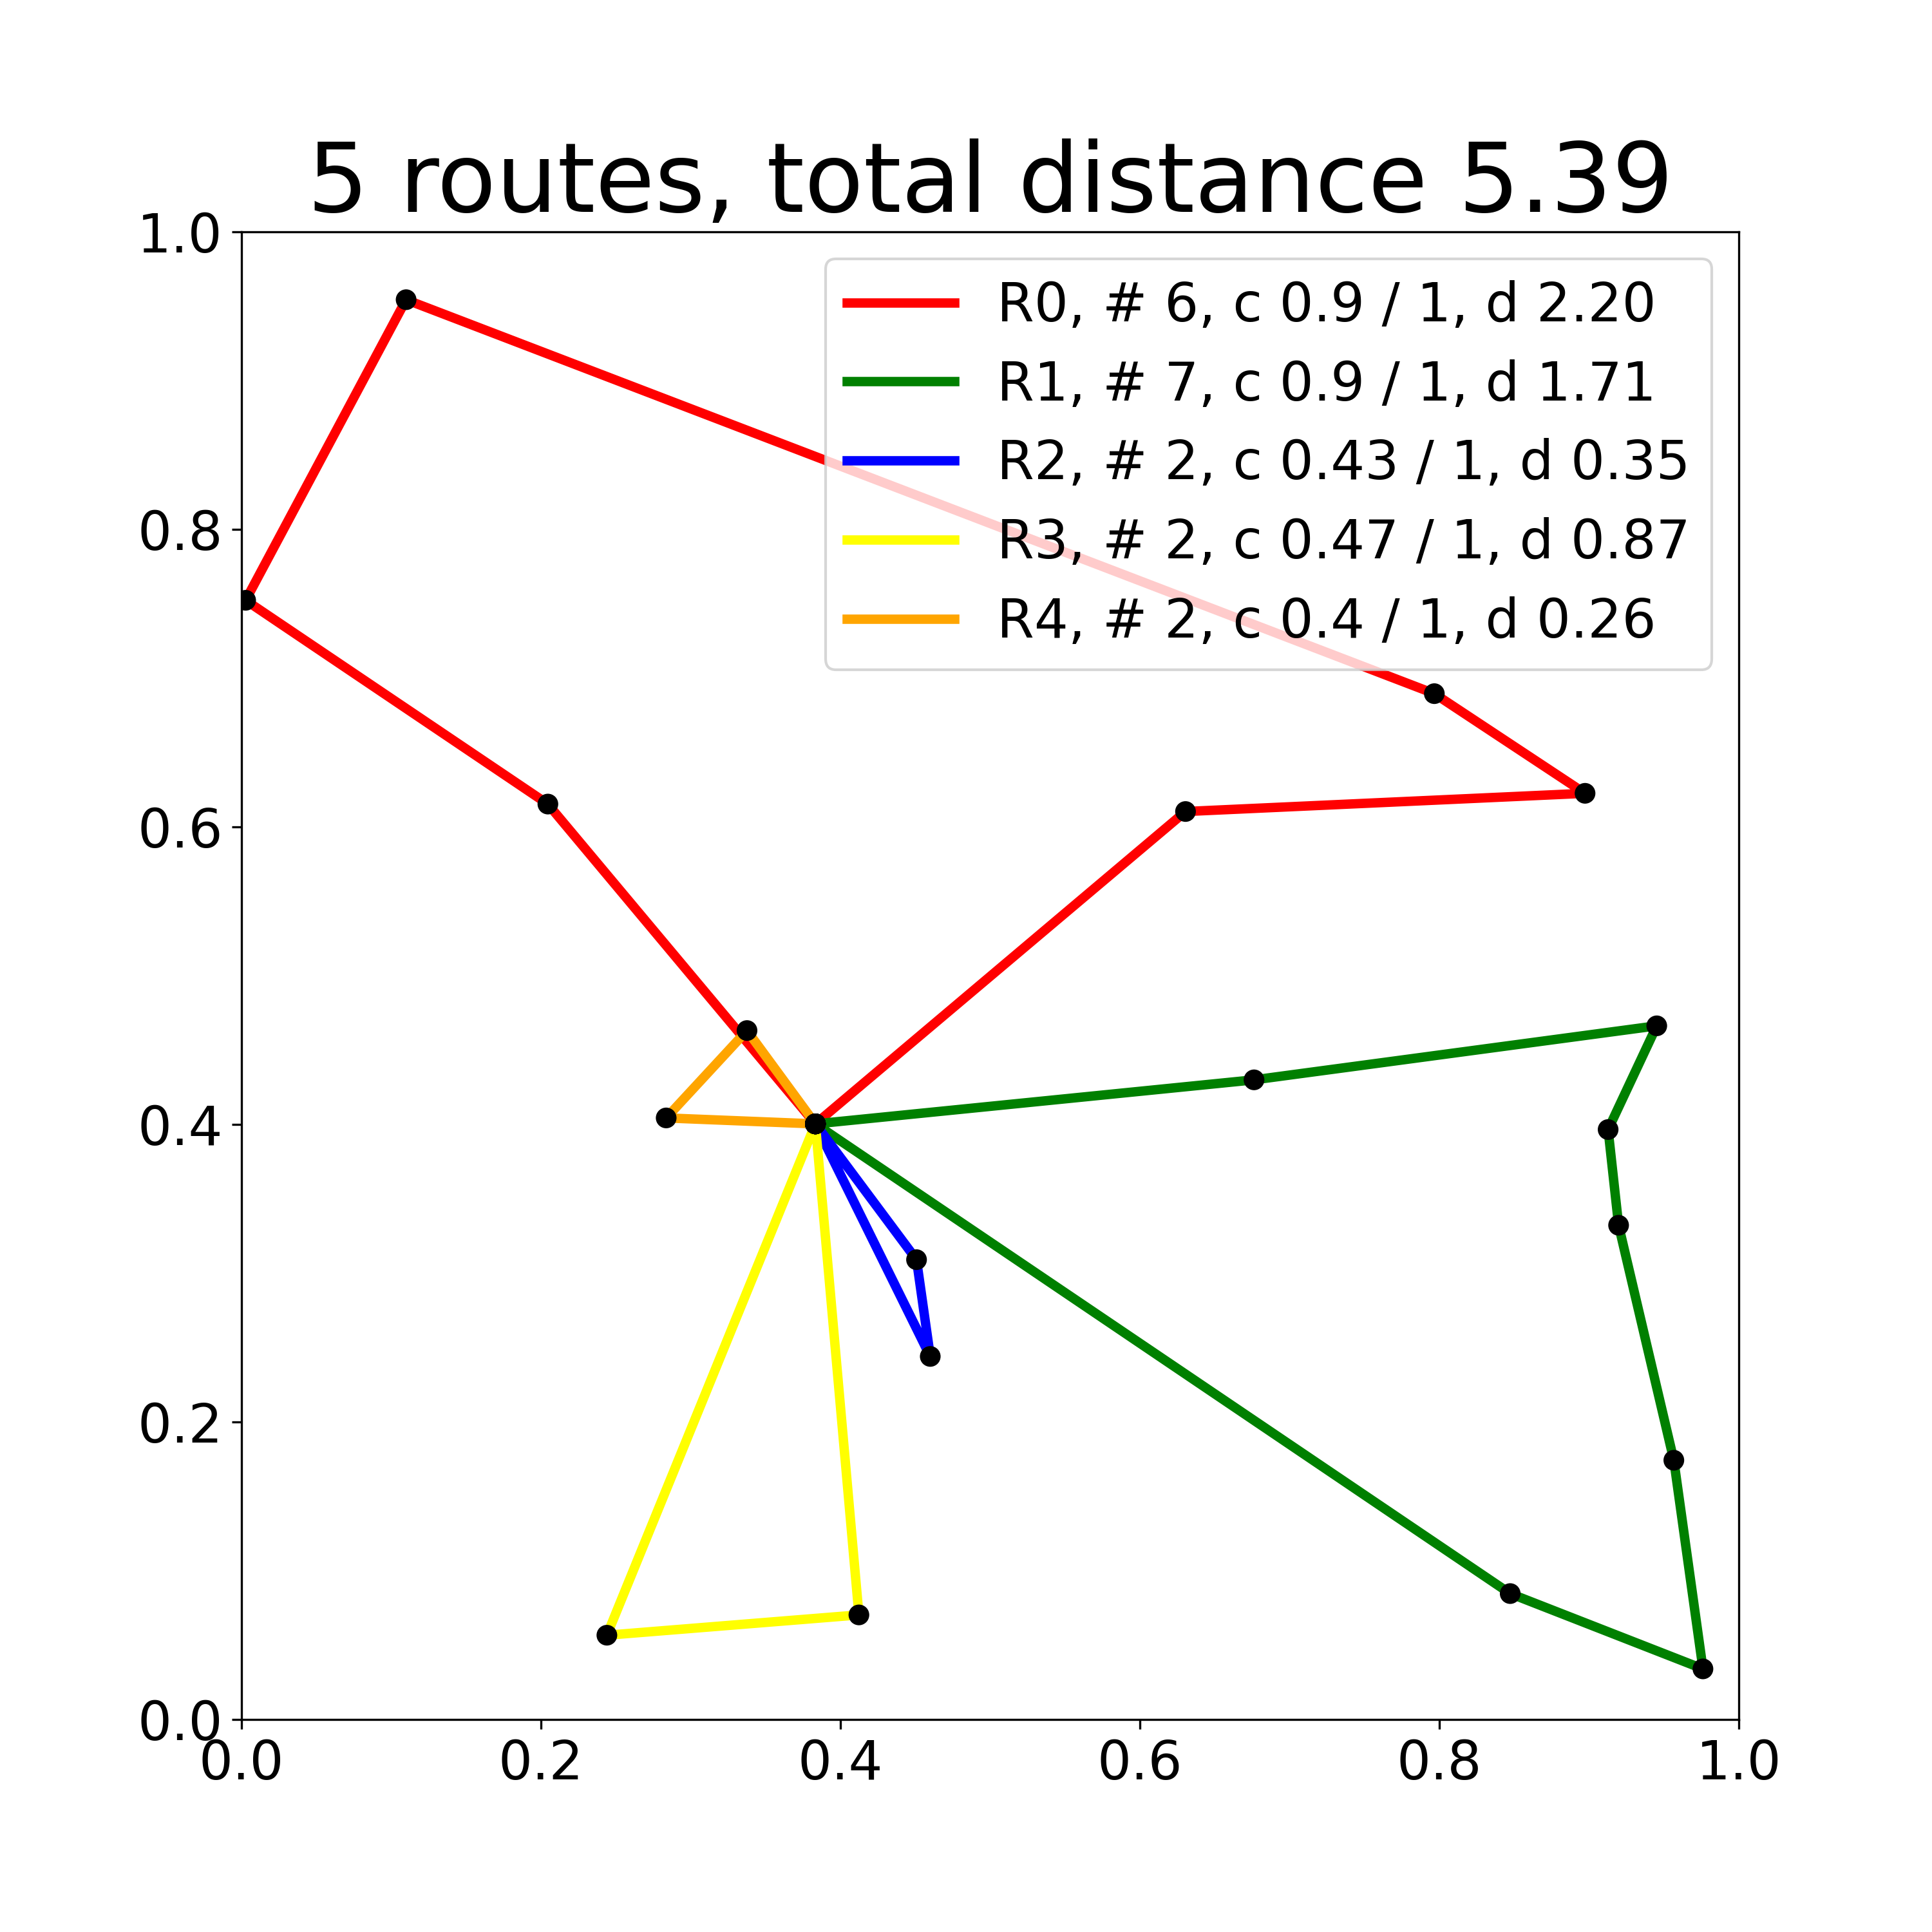 5 routes, total distance 5.39
1.0
0.8
0.6
0.4
0.2
0.0
R0, # 6, c 0.9 / 1, d 2.20
R1, # 7, c 0.9 / 1, d 1.71
R2, # 2, c 0.43 / 1, d 0.35
R3, # 2, c 0.47 / 1, d 0.87
R4, # 2, c 0.4 / 1, d 0.26
0.0 0.2 0.4 0.6 0.8 1.0